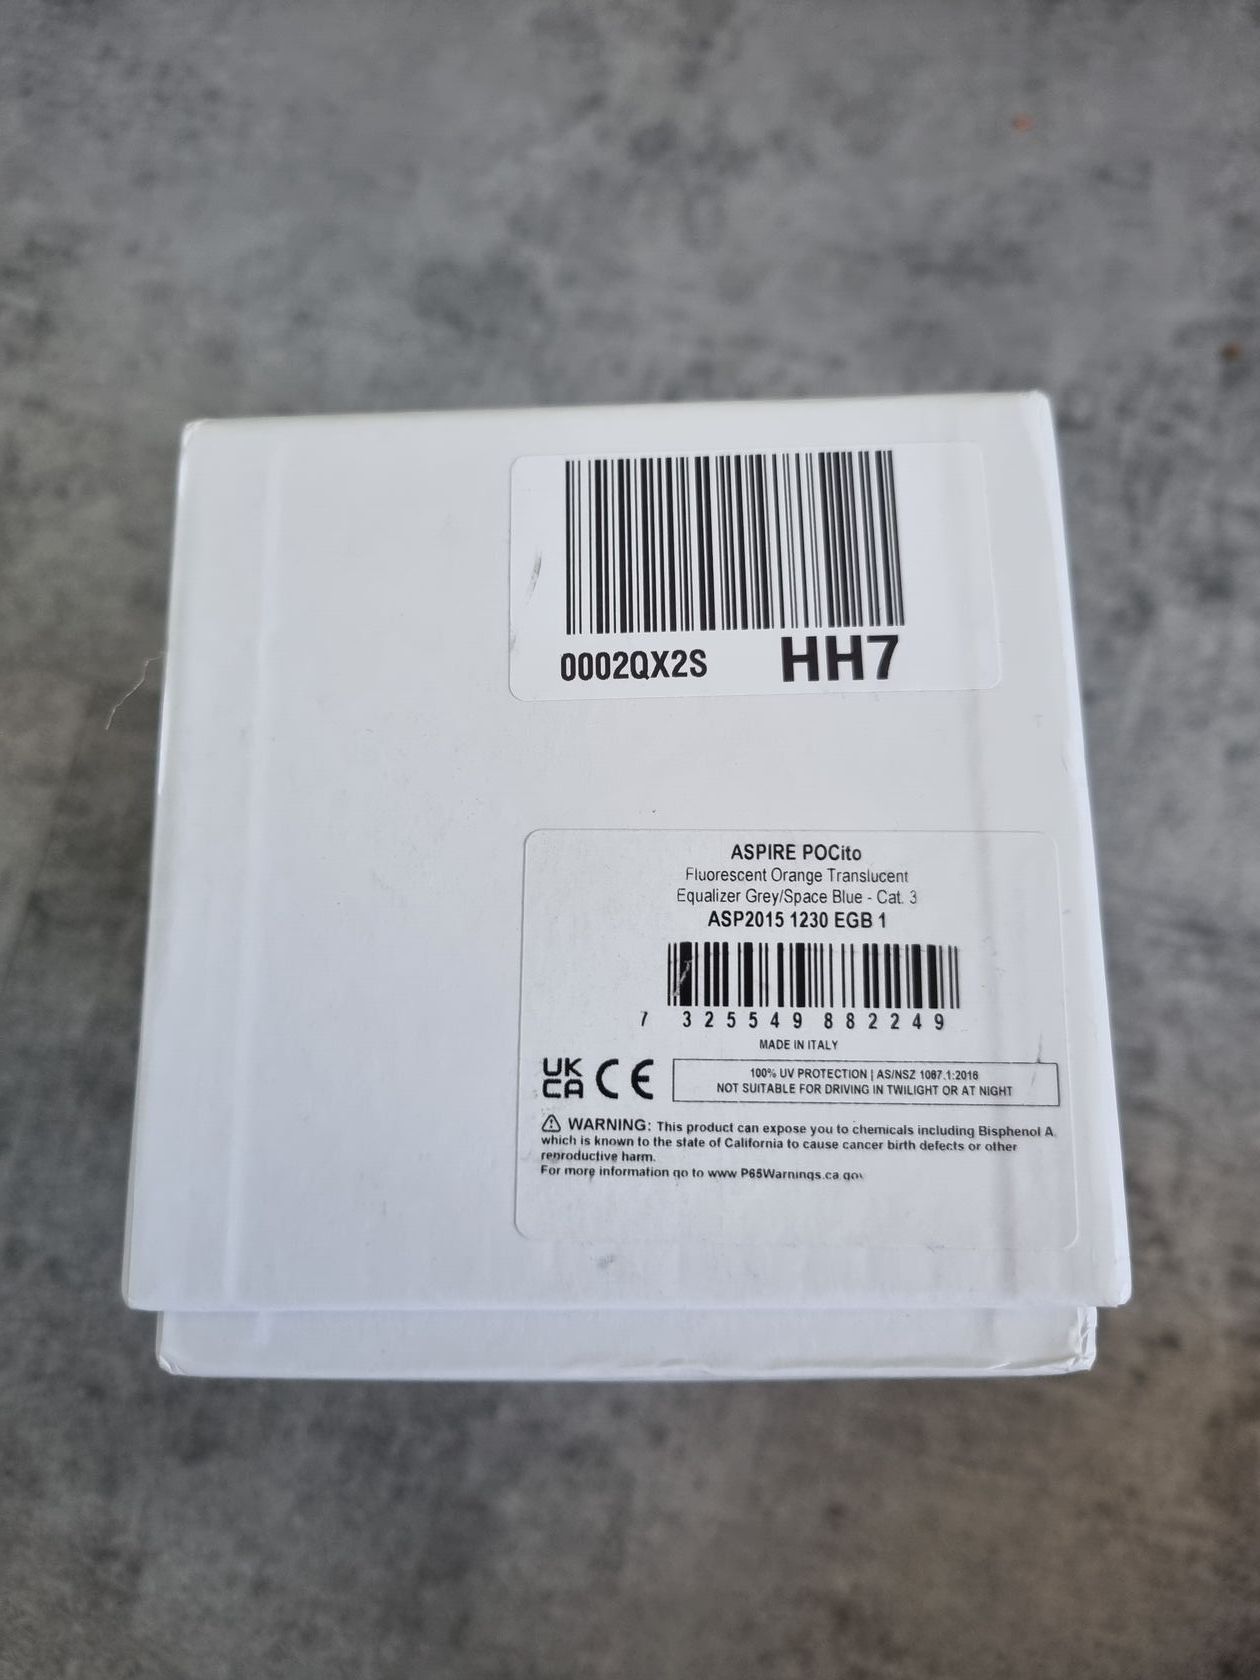 0002QX2S HH7
ASPIRE POCito
Fluorescent Orange Translucent
Equalizer Grey/Space Blue - Cat. 3
ASP2015 1230 EGB 1
7 325549 882249
MADE IN ITALY
UK
CA CE
100% UV PROTECTION | AS/NSZ 1067.1:2016
NOT SUITABLE FOR DRIVING IN TWILIGHT OR AT NIGHT
WARNING: This product can expose you to chemicals including Bisphenol A,
which is known to the state of California to cause cancer birth defects or other
reproductive harm.
For more information go to www P65Warnings.ca gov